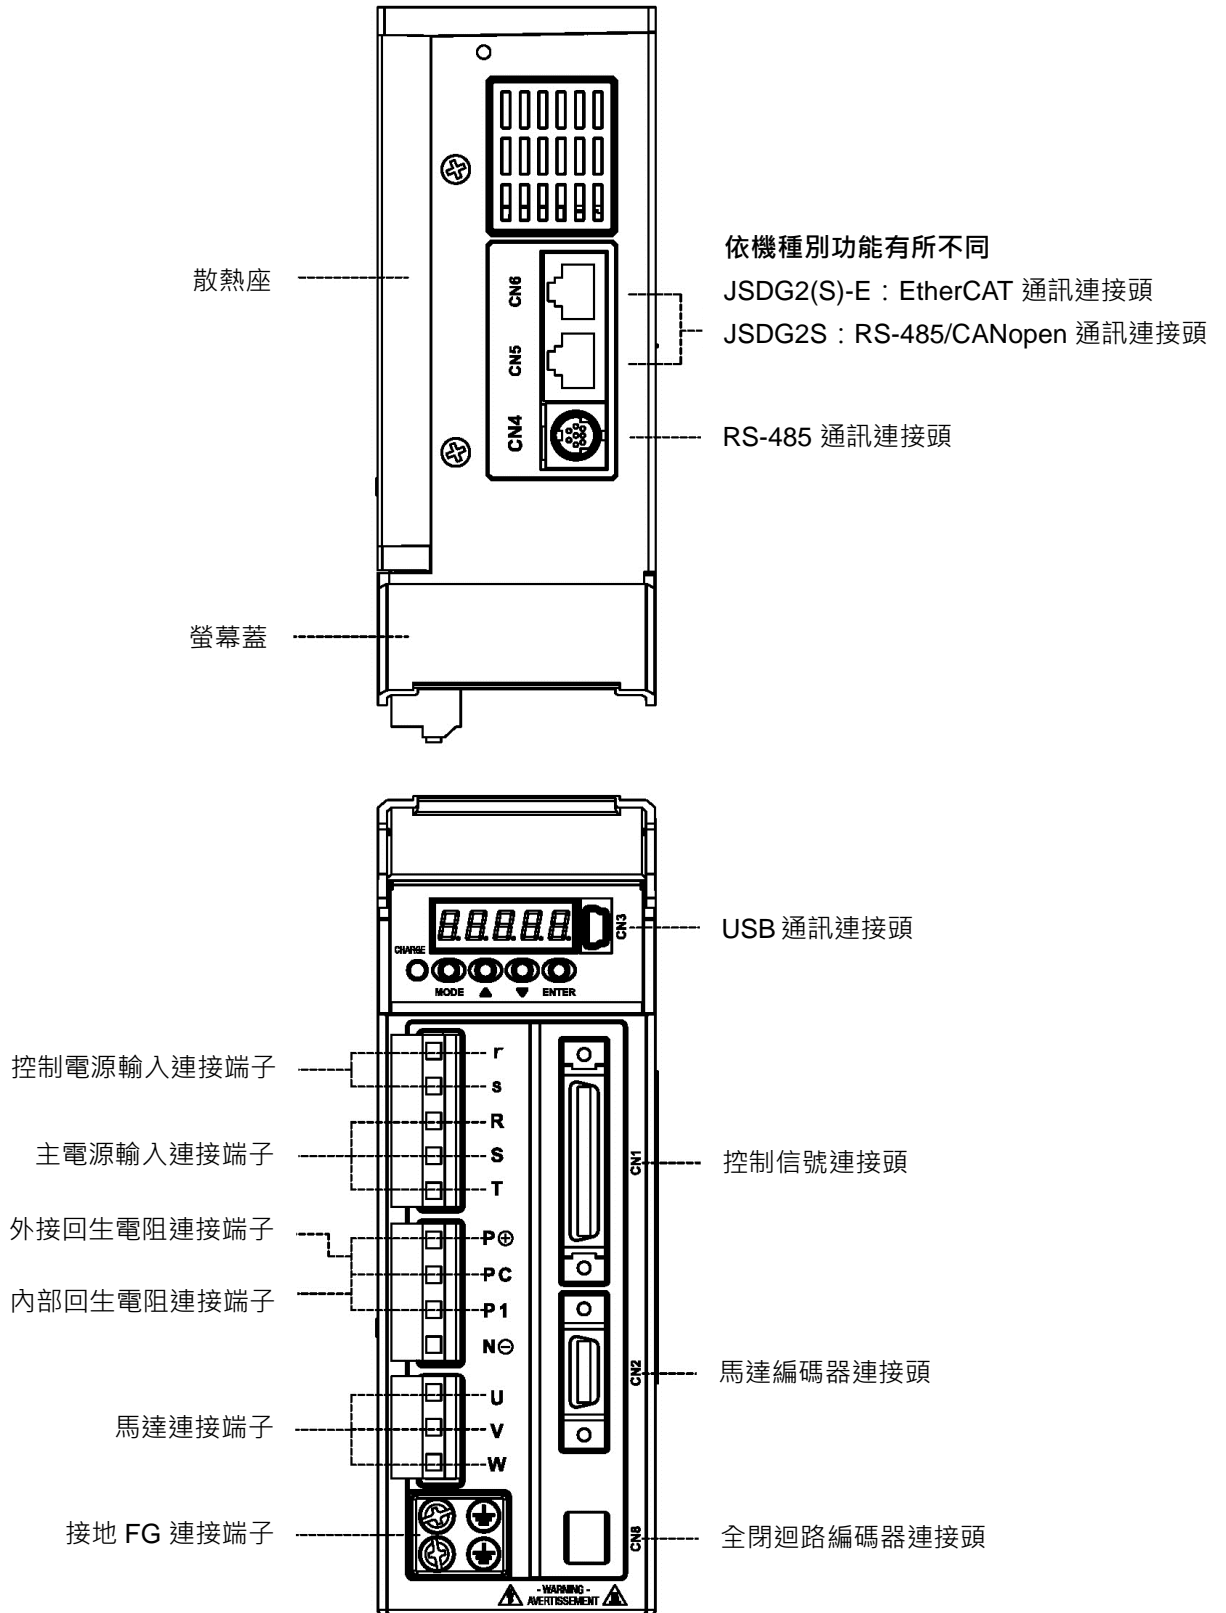 散熱座
CN6
CN5
CN4
依機種別功能有所不同
JSDG2(S)-E：EtherCAT 通訊連接頭
JSDG2S：RS-485/CANopen 通訊連接頭
RS-485 通訊連接頭
螢幕蓋
88888
CN3
USB 通訊連接頭
CHARGE
MODE ▲ ▼ ENTER
控制電源輸入連接端子
r
s
主電源輸入連接端子
R
S
T
外接回生電阻連接端子
內部回生電阻連接端子
P⊕
PC
P1
N⊖
馬達連接端子
U
V
W
接地 FG 連接端子
CN1
控制信號連接頭
CN2
馬達編碼器連接頭
CN8
全閉迴路編碼器連接頭
- WARNING -
AVERTISSEMENT